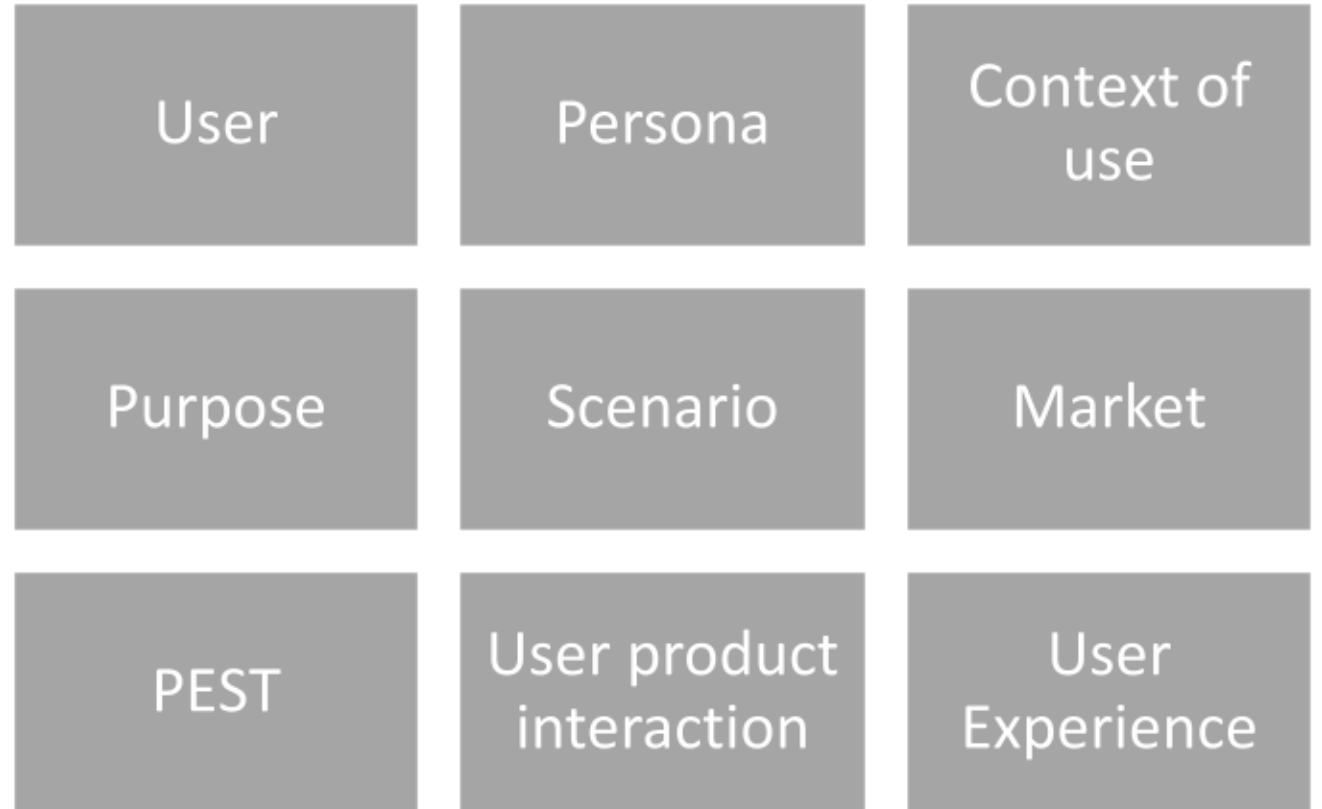 User
Persona
Context of
use
Purpose
Scenario
Market
PEST
User product
interaction
User
Experience